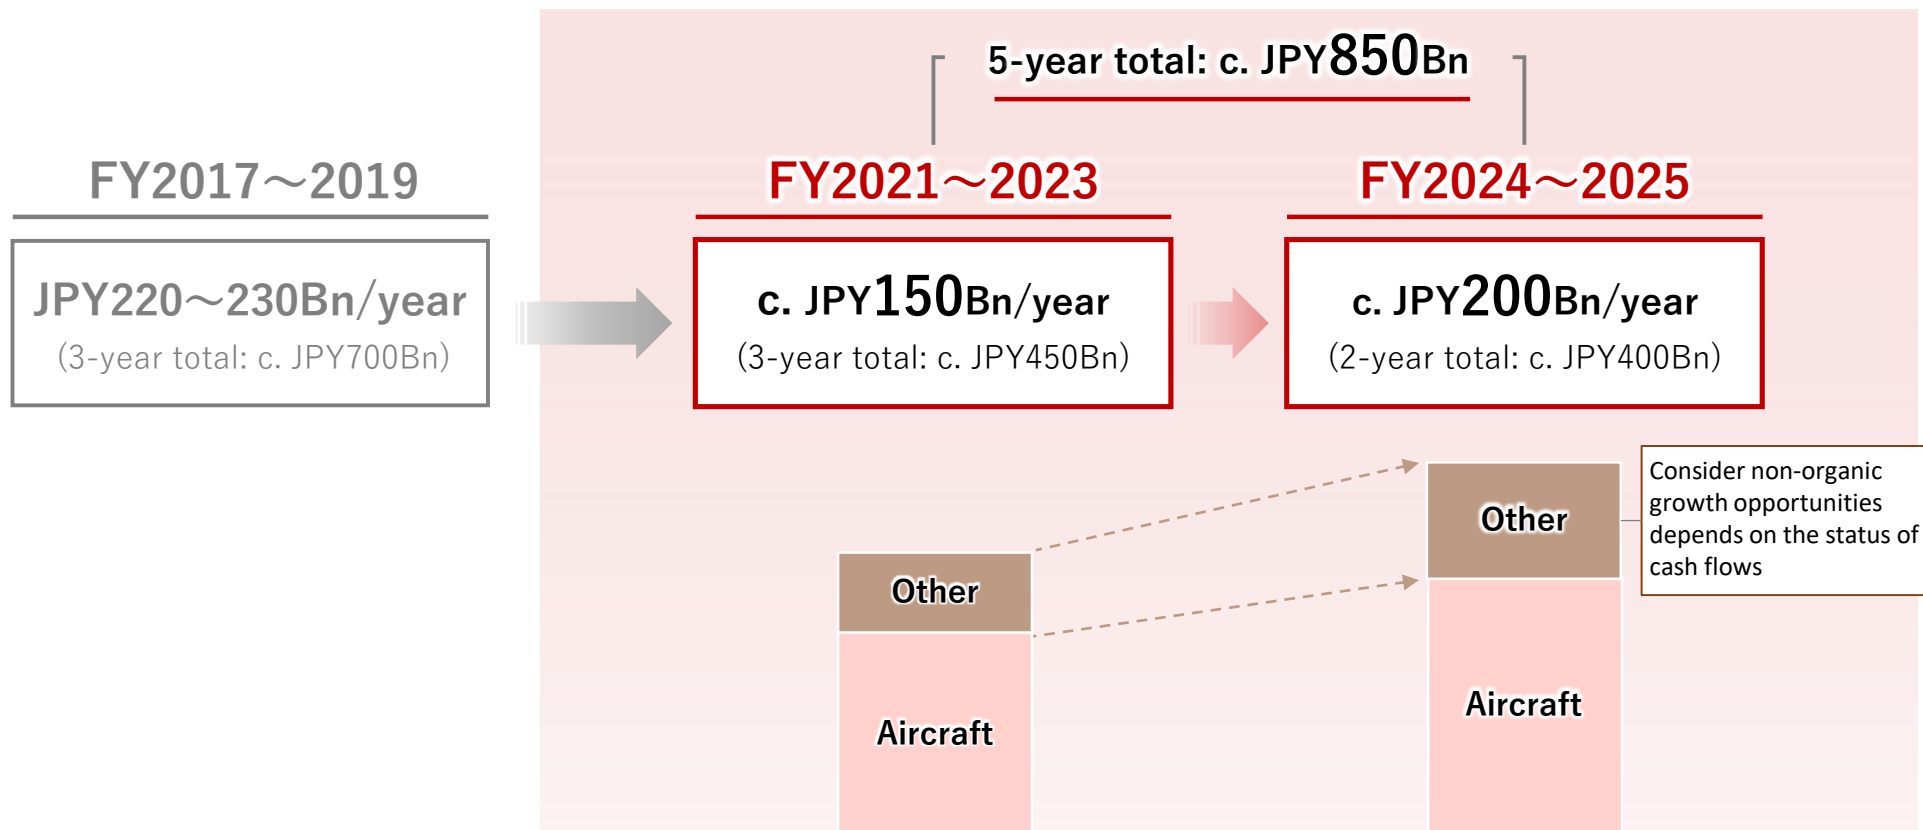 5-year total: c. JPY850Bn
FY2017～2019
JPY220～230Bn/year
(3-year total: c. JPY700Bn)
FY2021～2023
c. JPY150Bn/year
(3-year total: c. JPY450Bn)
FY2024～2025
c. JPY200Bn/year
(2-year total: c. JPY400Bn)
Other
Aircraft
Other
Aircraft
Consider non-organic
growth opportunities
depends on the status of
cash flows